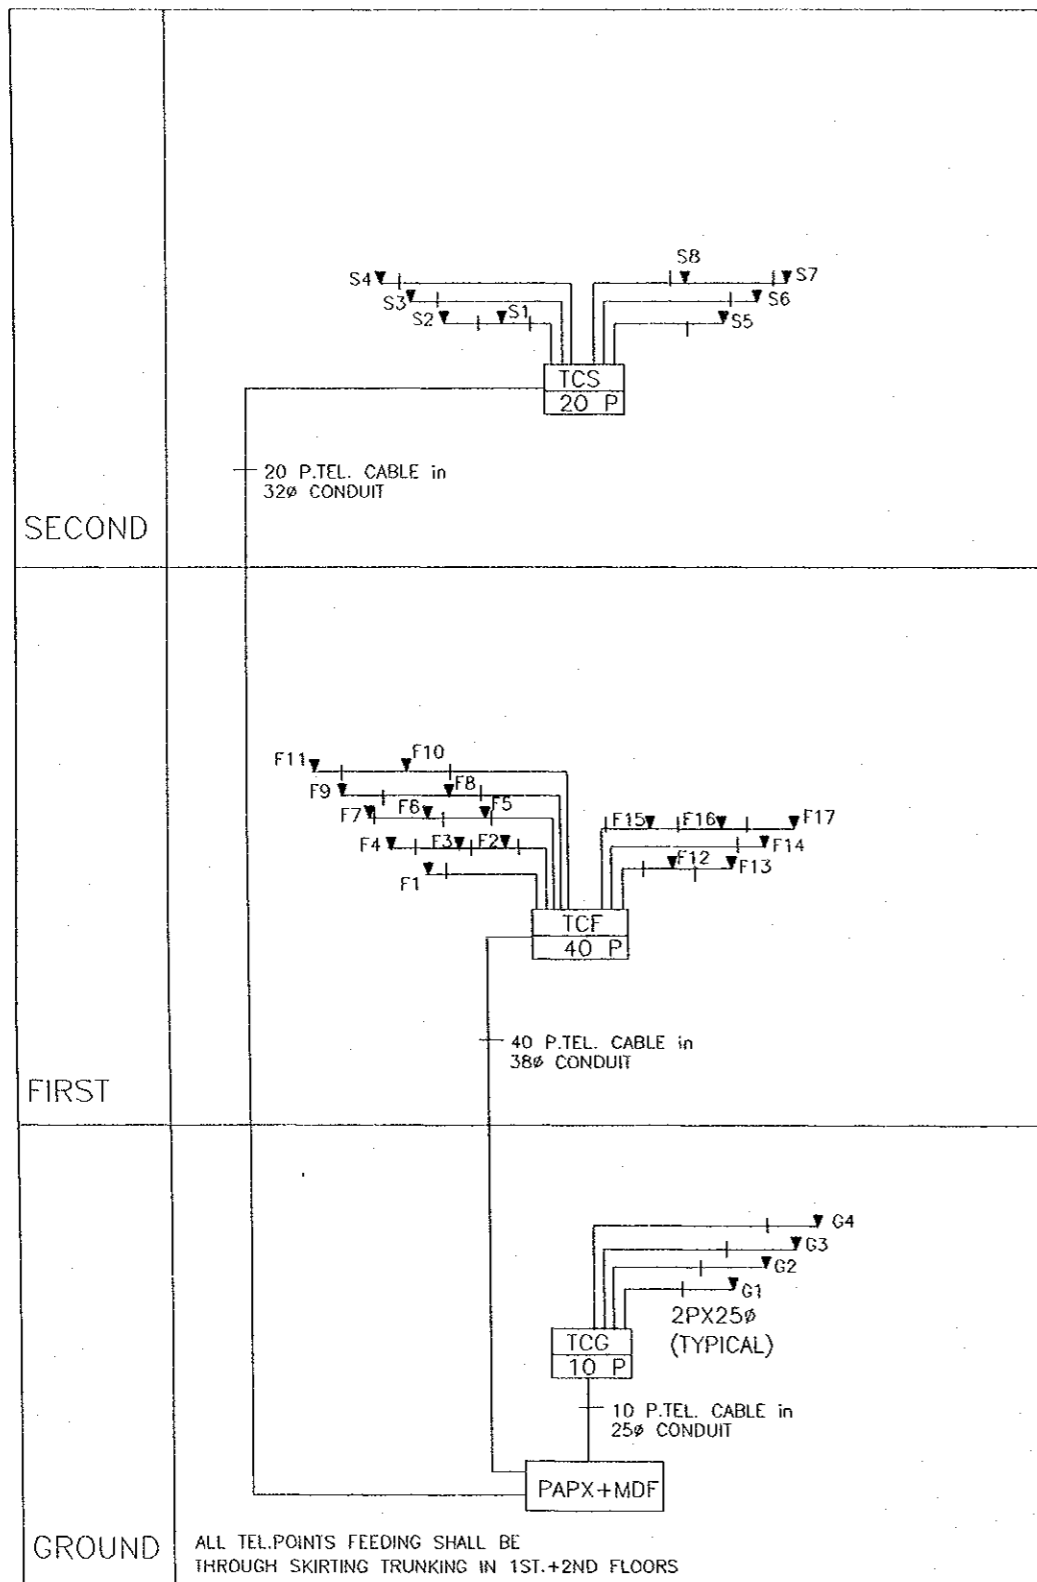 S8
S4
S7
S3
S6
S2
S1
S5
TCS
20 P
20 P.TEL. CABLE in
32ø CONDUIT
SECOND
F11
F10
F9
F8
F7
F6
F5
F15
F16
F17
F4
F3
F2
F14
F12
F13
F1
TCF
40 P
40 P.TEL. CABLE in
38ø CONDUIT
FIRST
G4
G3
G2
G1
2PX25ø
(TYPICAL)
TCG
10 P
10 P.TEL. CABLE in
25ø CONDUIT
PAPX+MDF
GROUND
ALL TEL.POINTS FEEDING SHALL BE
THROUGH SKIRTING TRUNKING IN 1ST.+2ND FLOORS